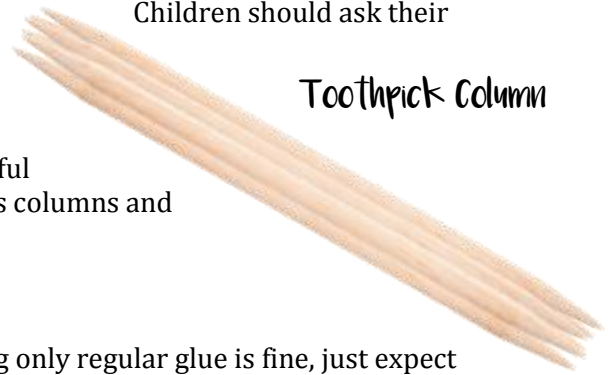 Children should ask their
Toothpick Column
ful
s columns and
g only regular glue is fine, just expect